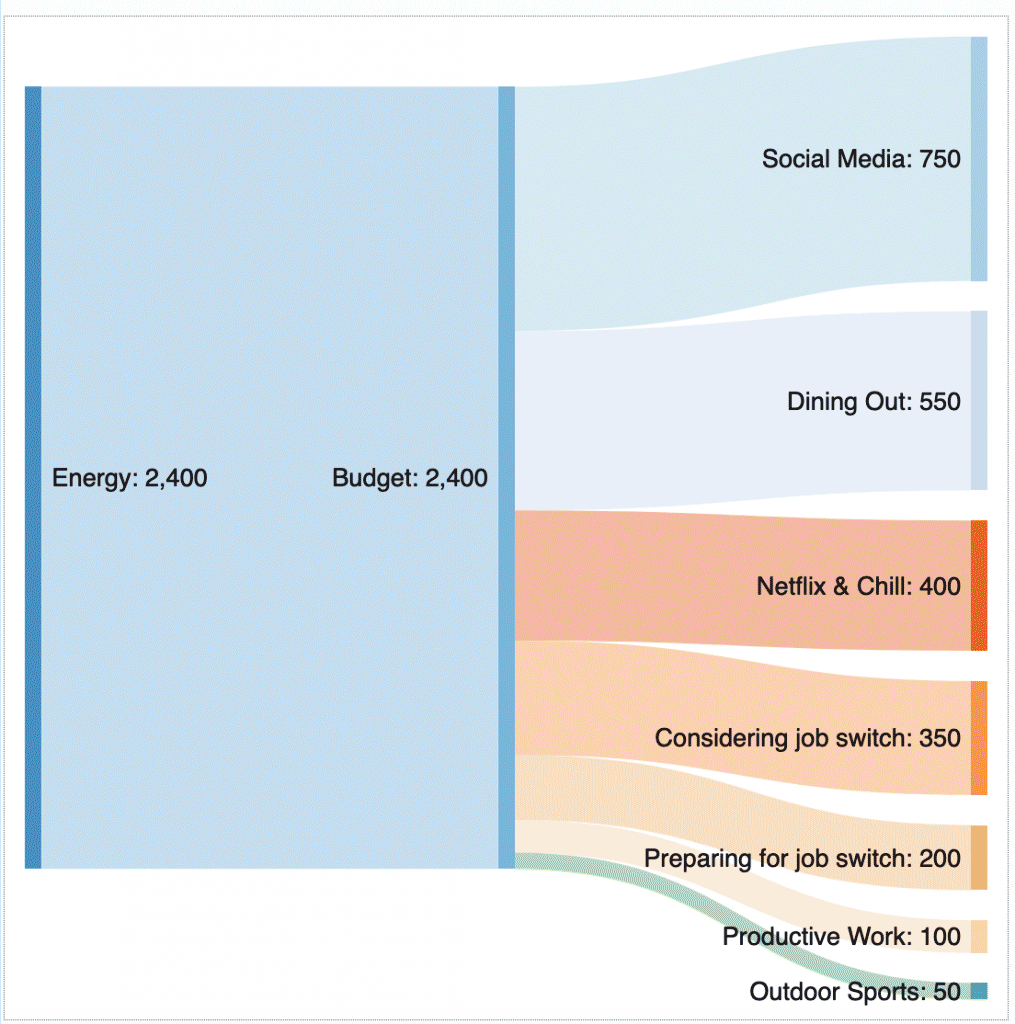 Social Media: 750
Dining Out: 550
Energy: 2,400
Budget: 2,400
Netflix & Chill: 400
Considering job switch: 350
Preparing for job switch: 200
Productive Work: 100
Outdoor Sports: 50